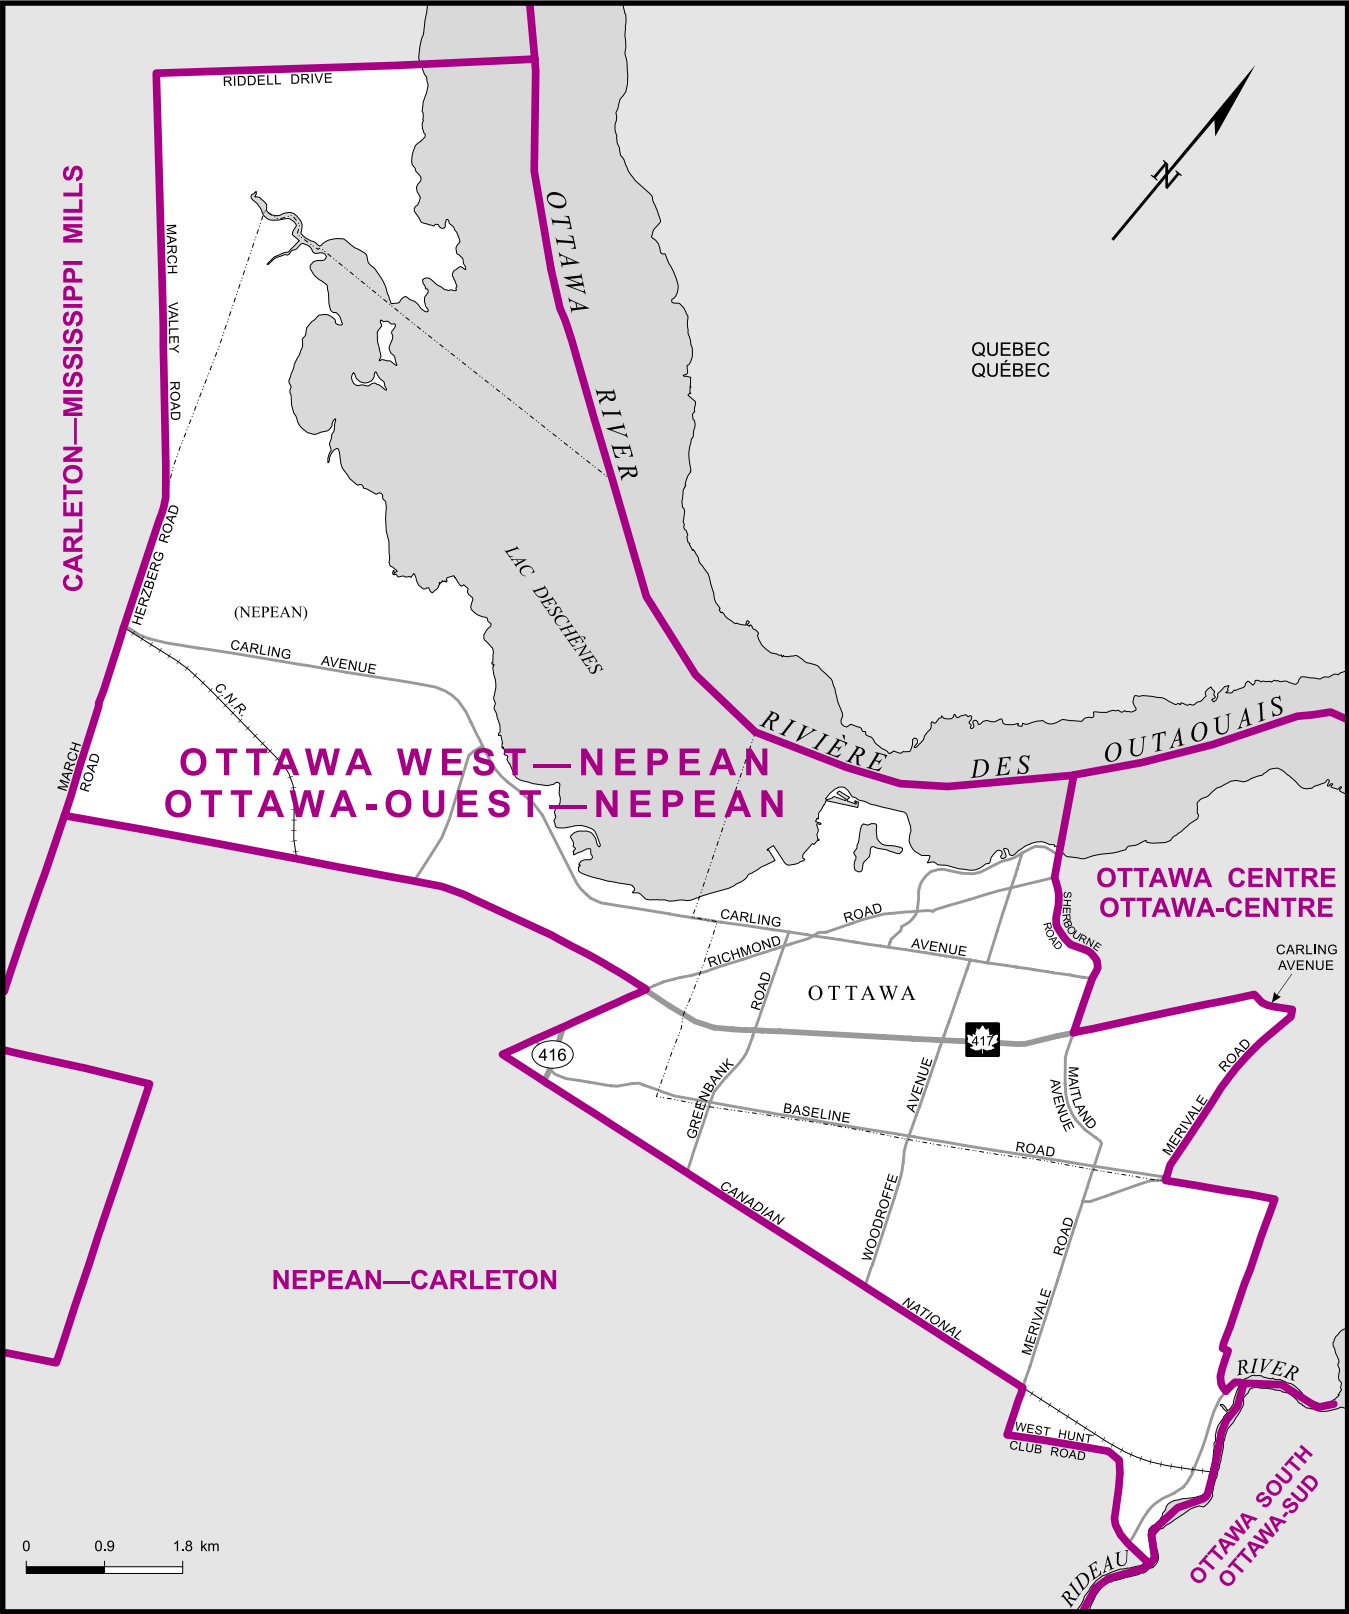 RIDDELL DRIVE
CARLETON—MISSISSIPPI MILLS
MARCH VALLEY ROAD
OTTAWA RIVER
N
QUEBEC
QUÉBEC
HERZBERG ROAD
(NEPEAN)
LAC DESCHÊNES
CARLING AVENUE
C.N.R.
MARCH
ROAD
OTTAWA WEST—NEPEAN
OTTAWA-OUEST—NEPEAN
RIVIÈRE DES OUTAOUAIS
OTTAWA CENTRE
OTTAWA-CENTRE
SHERBOURNE
ROAD
CARLING
AVENUE
CARLING AVENUE
RICHMOND ROAD
OTTAWA
417
416
GREENBANK ROAD
WOODROFFE AVENUE
MAITLAND
AVENUE
BASELINE ROAD
MERIVALE ROAD
MERIVALE ROAD
CANADIAN NATIONAL
NEPEAN—CARLETON
WEST HUNT
CLUB ROAD
RIDEAU RIVER
OTTAWA SOUTH
OTTAWA-SUD
0 0.9 1.8 km